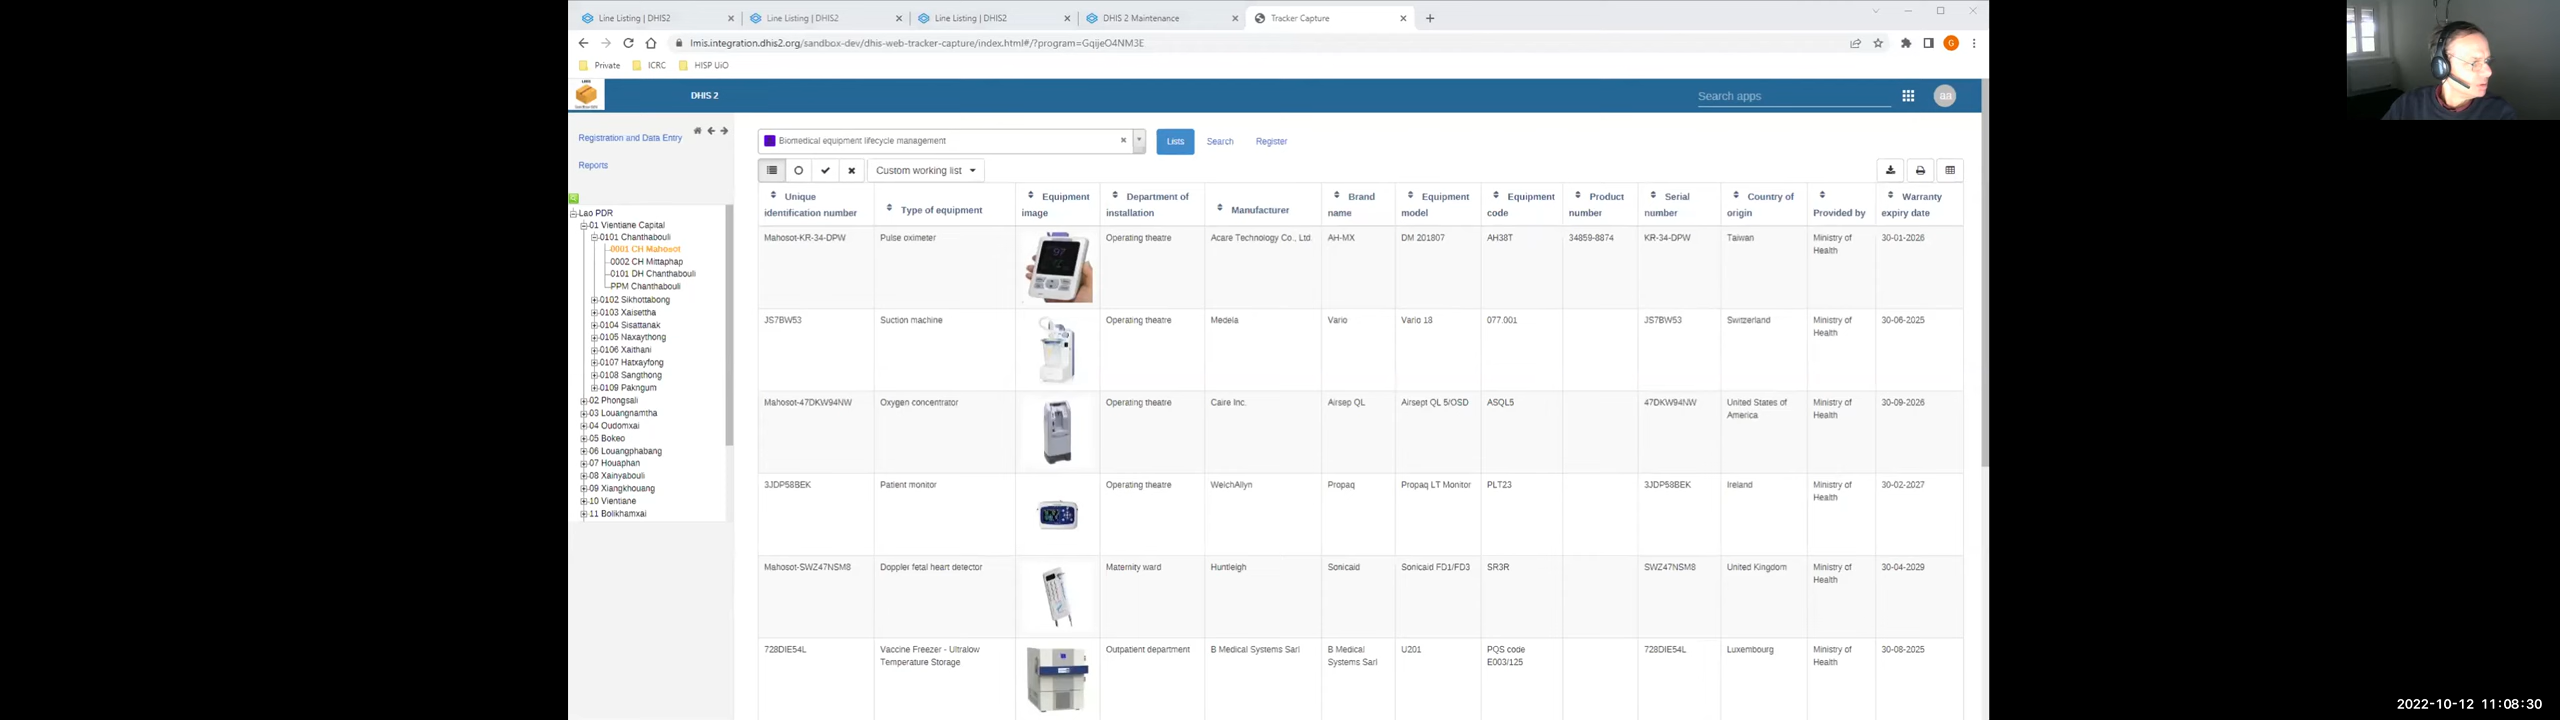 Line Listing | DHIS2
Line Listing | DHIS2
Line Listing | DHIS2
DHIS 2 Maintenance
Tracker Capture
lmis.integration.dhis2.org/sandbox-dev/dhis-web-tracker-capture/index.html#/?program=GqijeO4NM3E
G
Private
ICRC
HISP UiO
DHIS 2
Search apps
aa
Registration and Data Entry
Reports
Lao PDR
01 Vientiane Capital
0101 Chanthabouli
0001 CH Mahosot
0002 CH Mittaphap
0101 DH Chanthabouli
PPM Chanthabouli
0102 Sikhottabong
0103 Xaisettha
0104 Sisattanak
0105 Naxaythong
0106 Xaithani
0107 Hatxayfong
0108 Sangthong
0109 Pakngum
02 Phongsali
03 Louangnamtha
04 Oudomxai
05 Bokeo
06 Louangphabang
07 Houaphan
08 Xainyabouli
09 Xiangkhouang
10 Vientiane
11 Bolikhamxai
Biomedical equipment lifecycle management
Lists
Search
Register
Custom working list
Unique identification number
Type of equipment
Equipment image
Department of installation
Manufacturer
Brand name
Equipment model
Equipment code
Product number
Serial number
Country of origin
Provided by
Warranty expiry date
Mahosot-KR-34-DPW Pulse oximeter Operating theatre Acare Technology Co., Ltd. AH-MX DM 201807 AH38T 34859-8874 KR-34-DPW Taiwan Ministry of Health 30-01-2026
JS7BW53 Suction machine Operating theatre Medela Vario Vario 18 077.001 JS7BW53 Switzerland Ministry of Health 30-06-2025
Mahosot-47DKW94NW Oxygen concentrator Operating theatre Caire Inc. Airsep QL Airsept QL 5/OSD ASQL5 47DKW94NW United States of America Ministry of Health 30-09-2026
3JDP58BEK Patient monitor Operating theatre WelchAllyn Propaq Propaq LT Monitor PLT23 3JDP58BEK Ireland Ministry of Health 30-02-2027
Mahosot-SWZ47NSM8 Doppler fetal heart detector Maternity ward Huntleigh Sonicaid Sonicaid FD1/FD3 SR3R SWZ47NSM8 United Kingdom Ministry of Health 30-04-2029
728DIE54L Vaccine Freezer - Ultralow Temperature Storage Outpatient department B Medical Systems Sarl B Medical Systems Sarl U201 PQS code E003/125 728DIE54L Luxembourg Ministry of Health 30-08-2025
2022-10-12 11:08:30